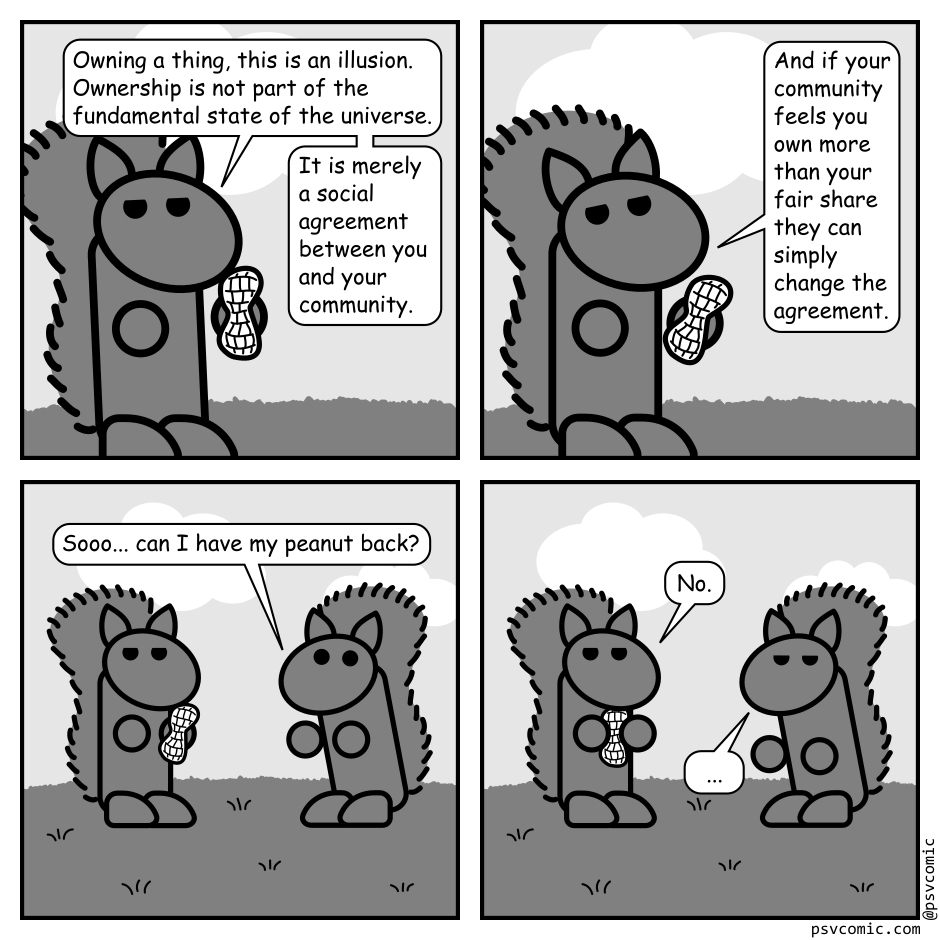 Owning a thing, this is an illusion.
Ownership is not part of the
fundamental state of the universe.
It is merely
a social
agreement
between you
and your
community.
And if your
community
feels you
own more
than your
fair share
they can
simply
change the
agreement.
Sooo... can I have my peanut back?
No.
...
@psvcomic
psvcomic.com